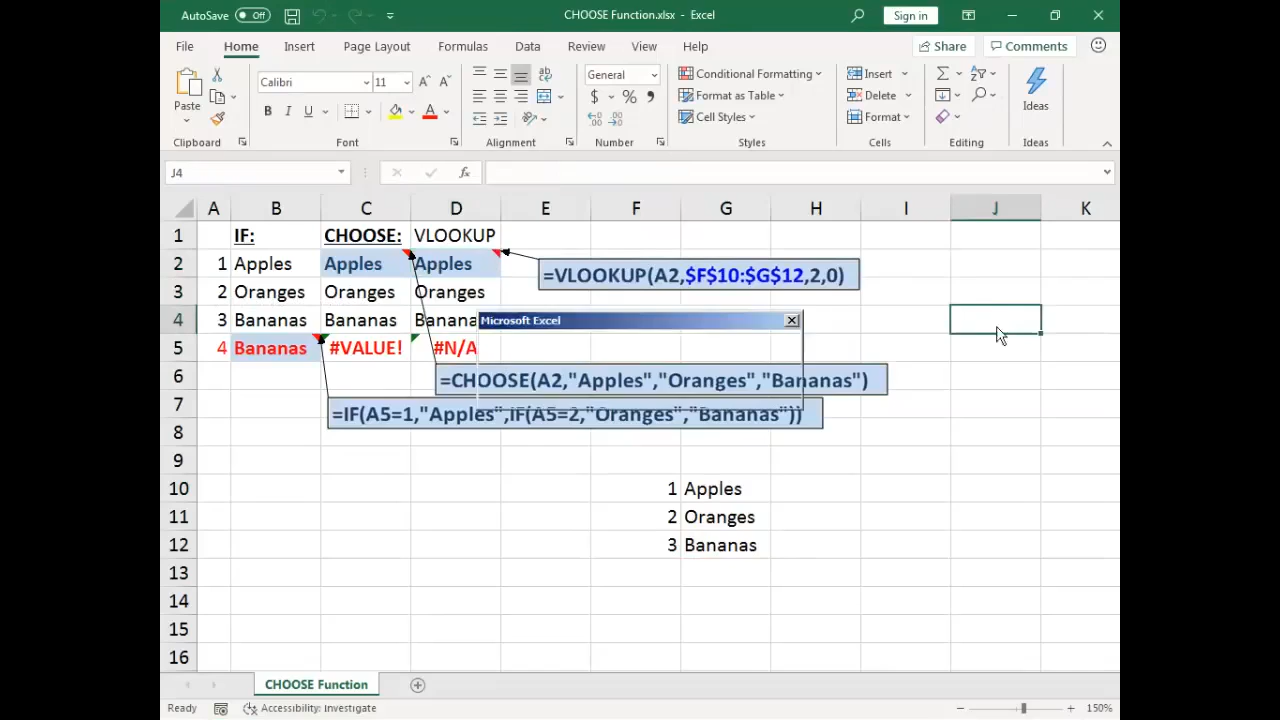 AutoSave Off CHOOSE Function.xlsx - Excel Sign in
File Home Insert Page Layout Formulas Data Review View Help Share Comments
Paste Calibri 11 General Conditional Formatting Insert Ideas
Format as Table Delete
Cell Styles Format
Clipboard Font Alignment Number Styles Cells Editing Ideas
J4 fx
A B C D E F G H I J K
1 IF: CHOOSE: VLOOKUP
2 1 Apples Apples Apples =VLOOKUP(A2,$F$10:$G$12,2,0)
3 2 Oranges Oranges Oranges
4 3 Bananas Bananas Banana Microsoft Excel
5 4 Bananas #VALUE! #N/A
6 =CHOOSE(A2,"Apples","Oranges","Bananas")
7 =IF(A5=1,"Apples",IF(A5=2,"Oranges","Bananas"))
8
9
10 1 Apples
11 2 Oranges
12 3 Bananas
13
14
15
16
CHOOSE Function
Ready Accessibility: Investigate 150%